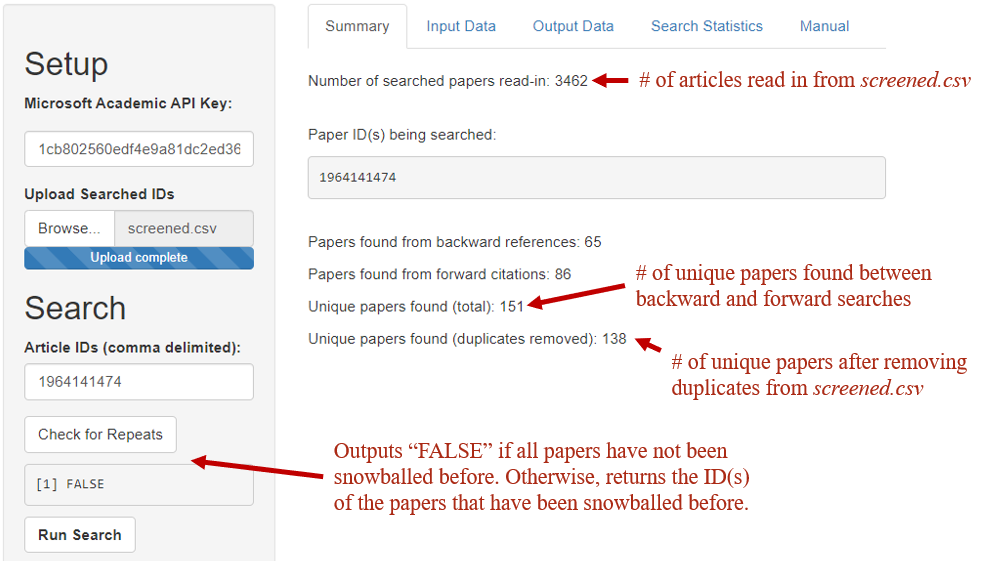 Setup
Microsoft Academic API Key:
1cb802560edf4e9a81dc2ed36
Upload Searched IDs
Browse... screened.csv
Upload complete
Search
Article IDs (comma delimited):
1964141474
Check for Repeats
[1] FALSE
Run Search
Summary Input Data Output Data Search Statistics Manual
Number of searched papers read-in: 3462
# of articles read in from screened.csv
Paper ID(s) being searched:
1964141474
Papers found from backward references: 65
Papers found from forward citations: 86
Unique papers found (total): 151
Unique papers found (duplicates removed): 138
# of unique papers found between
backward and forward searches
# of unique papers after removing
duplicates from screened.csv
Outputs “FALSE” if all papers have not been
snowballed before. Otherwise, returns the ID(s)
of the papers that have been snowballed before.